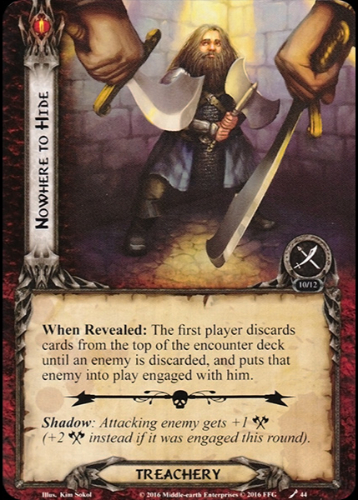 NOWHERE TO HIDE
10/12
When Revealed: The first player discards
cards from the top of the encounter deck
until an enemy is discarded, and puts that
enemy into play engaged with him.
Shadow: Attacking enemy gets +1
(+2 instead if it was engaged this round).
TREACHERY
Illus. Kim Sokol
© 2016 Middle-earth Enterprises © 2016 FFG
44